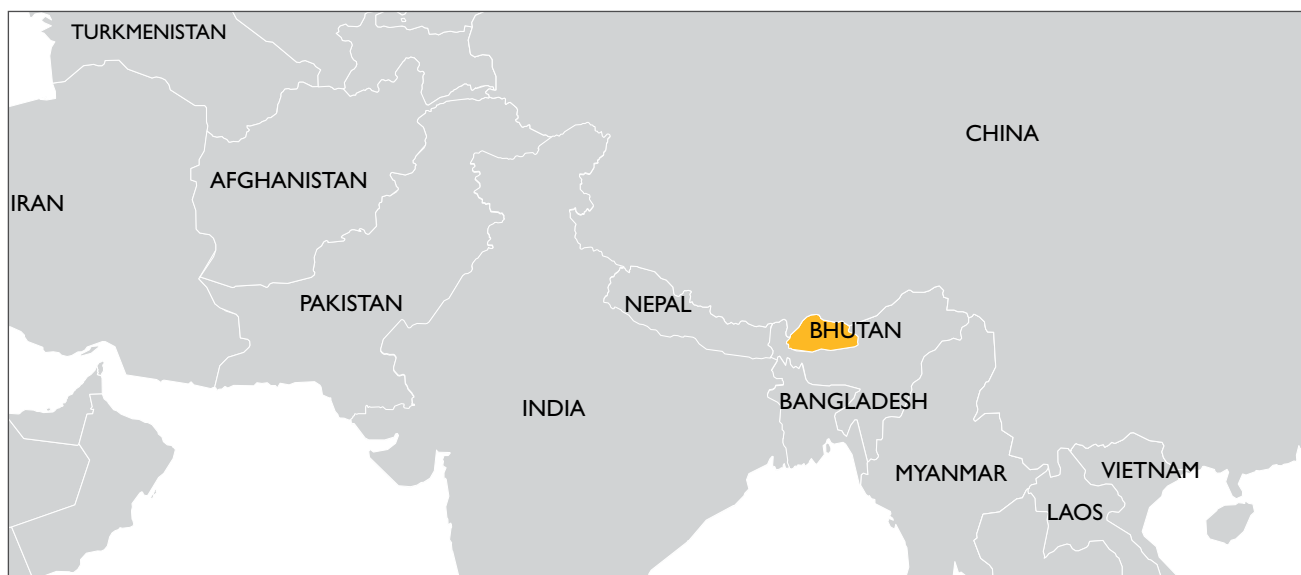 TURKMENISTAN
CHINA
AFGHANISTAN
IRAN
PAKISTAN
NEPAL
BHUTAN
INDIA
BANGLADESH
MYANMAR
VIETNAM
LAOS